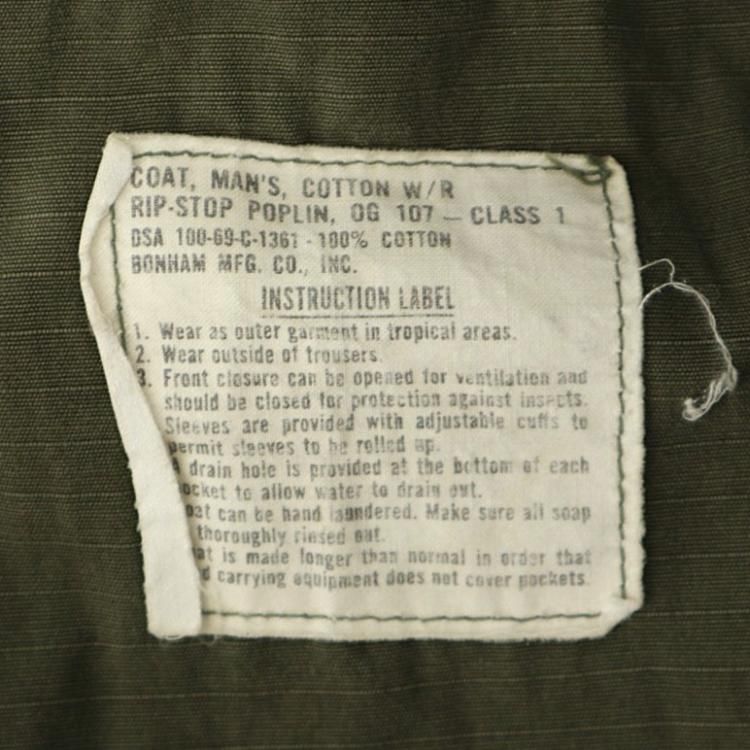 COAT, MAN'S, COTTON W/R
RIP-STOP POPLIN, OG 107 — CLASS 1
DSA 100-69-C-1361 - 100% COTTON
BONHAM MFG. CO., INC.
INSTRUCTION LABEL
1. Wear as outer garment in tropical areas.
2. Wear outside of trousers.
3. Front closure can be opened for ventilation and
should be closed for protection against insects.
Sleeves are provided with adjustable cuffs to
permit sleeves to be rolled up.
A drain hole is provided at the bottom of each
ocket to allow water to drain out.
oat can be hand laundered. Make sure all soap
thoroughly rinsed out.
at is made longer than normal in order that
d carrying equipment does not cover pockets.